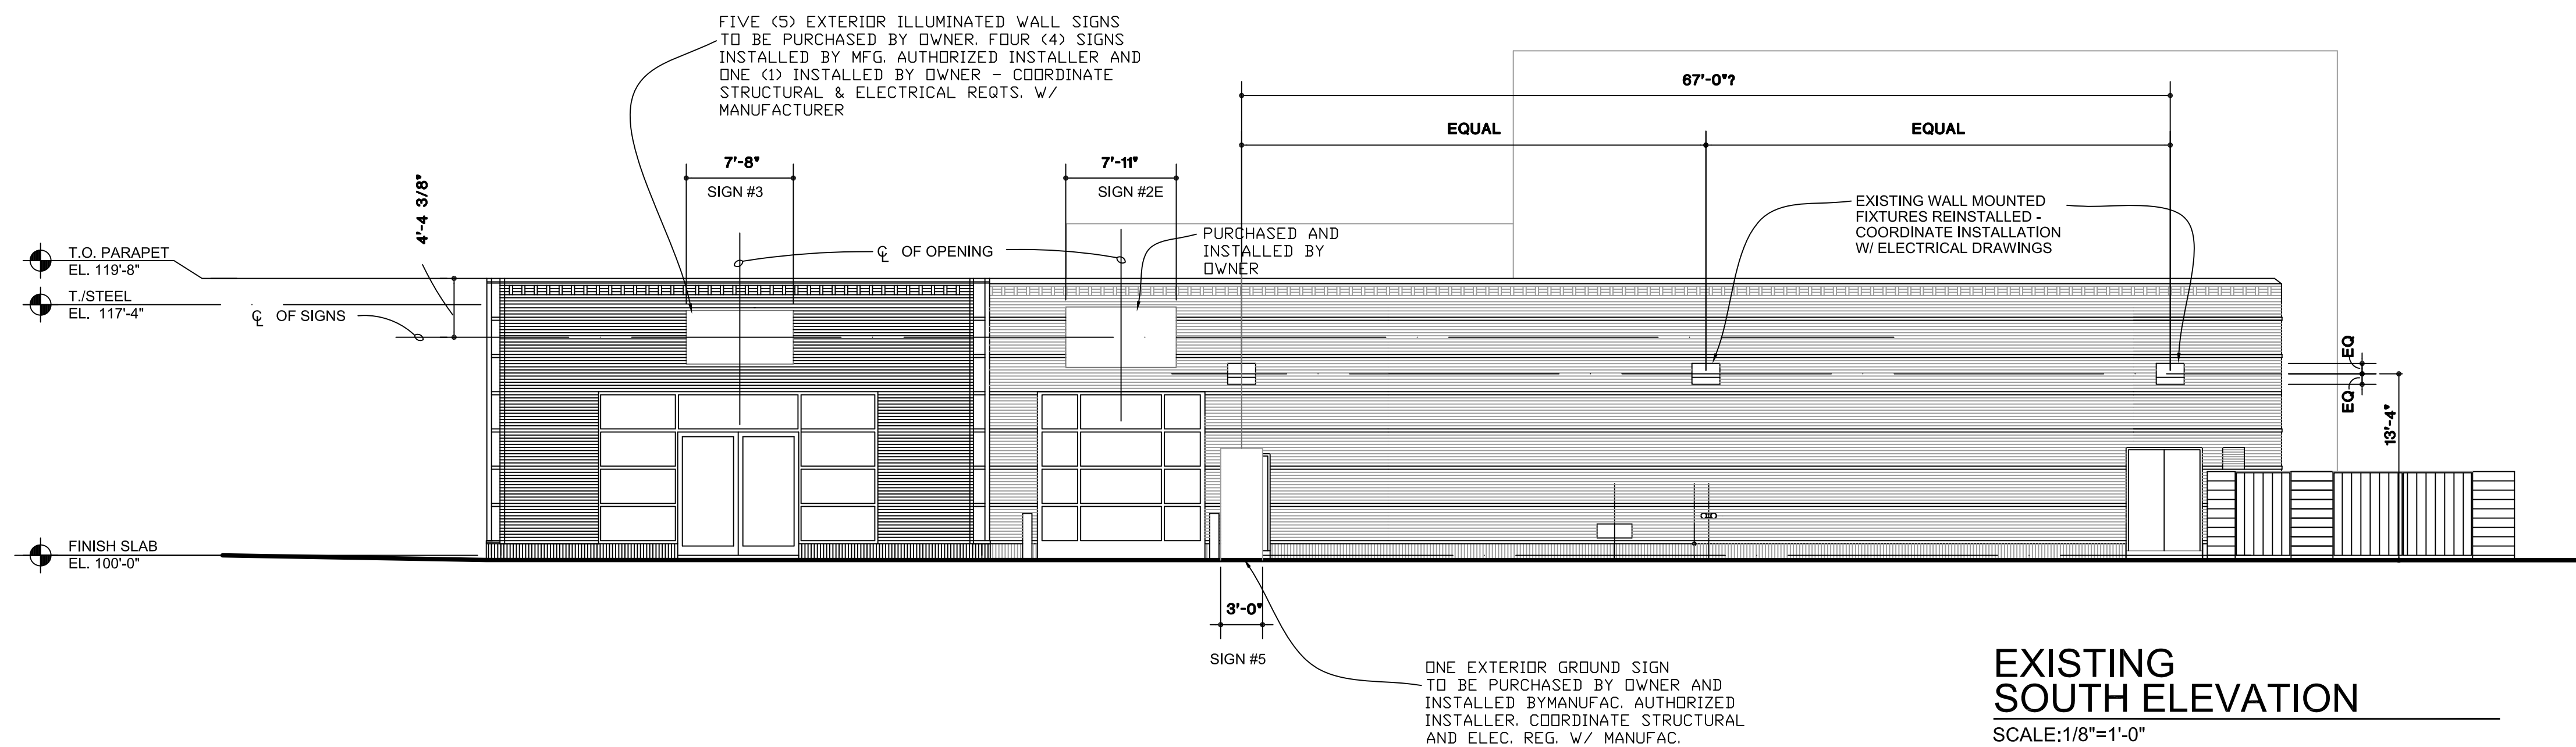 FIVE (5) EXTERIOR ILLUMINATED WALL SIGNS
TO BE PURCHASED BY OWNER. FOUR (4) SIGNS
INSTALLED BY MFG. AUTHORIZED INSTALLER AND
ONE (1) INSTALLED BY OWNER - COORDINATE
STRUCTURAL & ELECTRICAL REQTS. W/
MANUFACTURER
67'-0"?
EQUAL
EQUAL
7'-8"
SIGN #3
7'-11"
SIGN #2E
4'-4 3/8"
EXISTING WALL MOUNTED
FIXTURES REINSTALLED -
COORDINATE INSTALLATION
W/ ELECTRICAL DRAWINGS
PURCHASED AND
INSTALLED BY
OWNER
℄ OF OPENING
T.O. PARAPET
EL. 119'-8"
T./STEEL
EL. 117'-4"
℄ OF SIGNS
EQ
EQ
13'-4"
FINISH SLAB
EL. 100'-0"
3'-0"
SIGN #5
ONE EXTERIOR GROUND SIGN
TO BE PURCHASED BY OWNER AND
INSTALLED BYMANUFAC. AUTHORIZED
INSTALLER. COORDINATE STRUCTURAL
AND ELEC. REG. W/ MANUFAC.
EXISTING
SOUTH ELEVATION
SCALE:1/8"=1'-0"